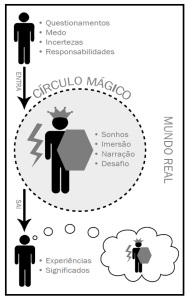 • Questionamentos
• Medo
• Incertezas
• Responsabilidades
ENTRA
CÍRCULO MÁGICO
• Sonhos
• Imersão
• Narração
• Desafio
MUNDO REAL
SAI
• Experiências
• Significados